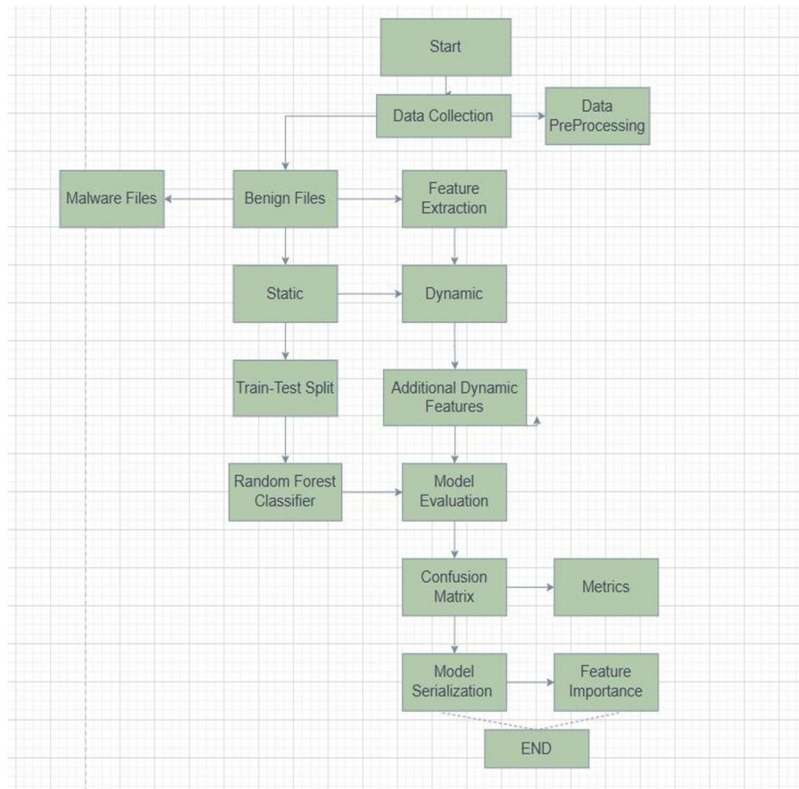 Start
Data Collection
Data
PreProcessing
Malware Files
Benign Files
Feature
Extraction
Static
Dynamic
Train-Test Split
Additional Dynamic
Features
Random Forest
Classifier
Model
Evaluation
Confusion
Matrix
Metrics
Model
Serialization
Feature
Importance
END